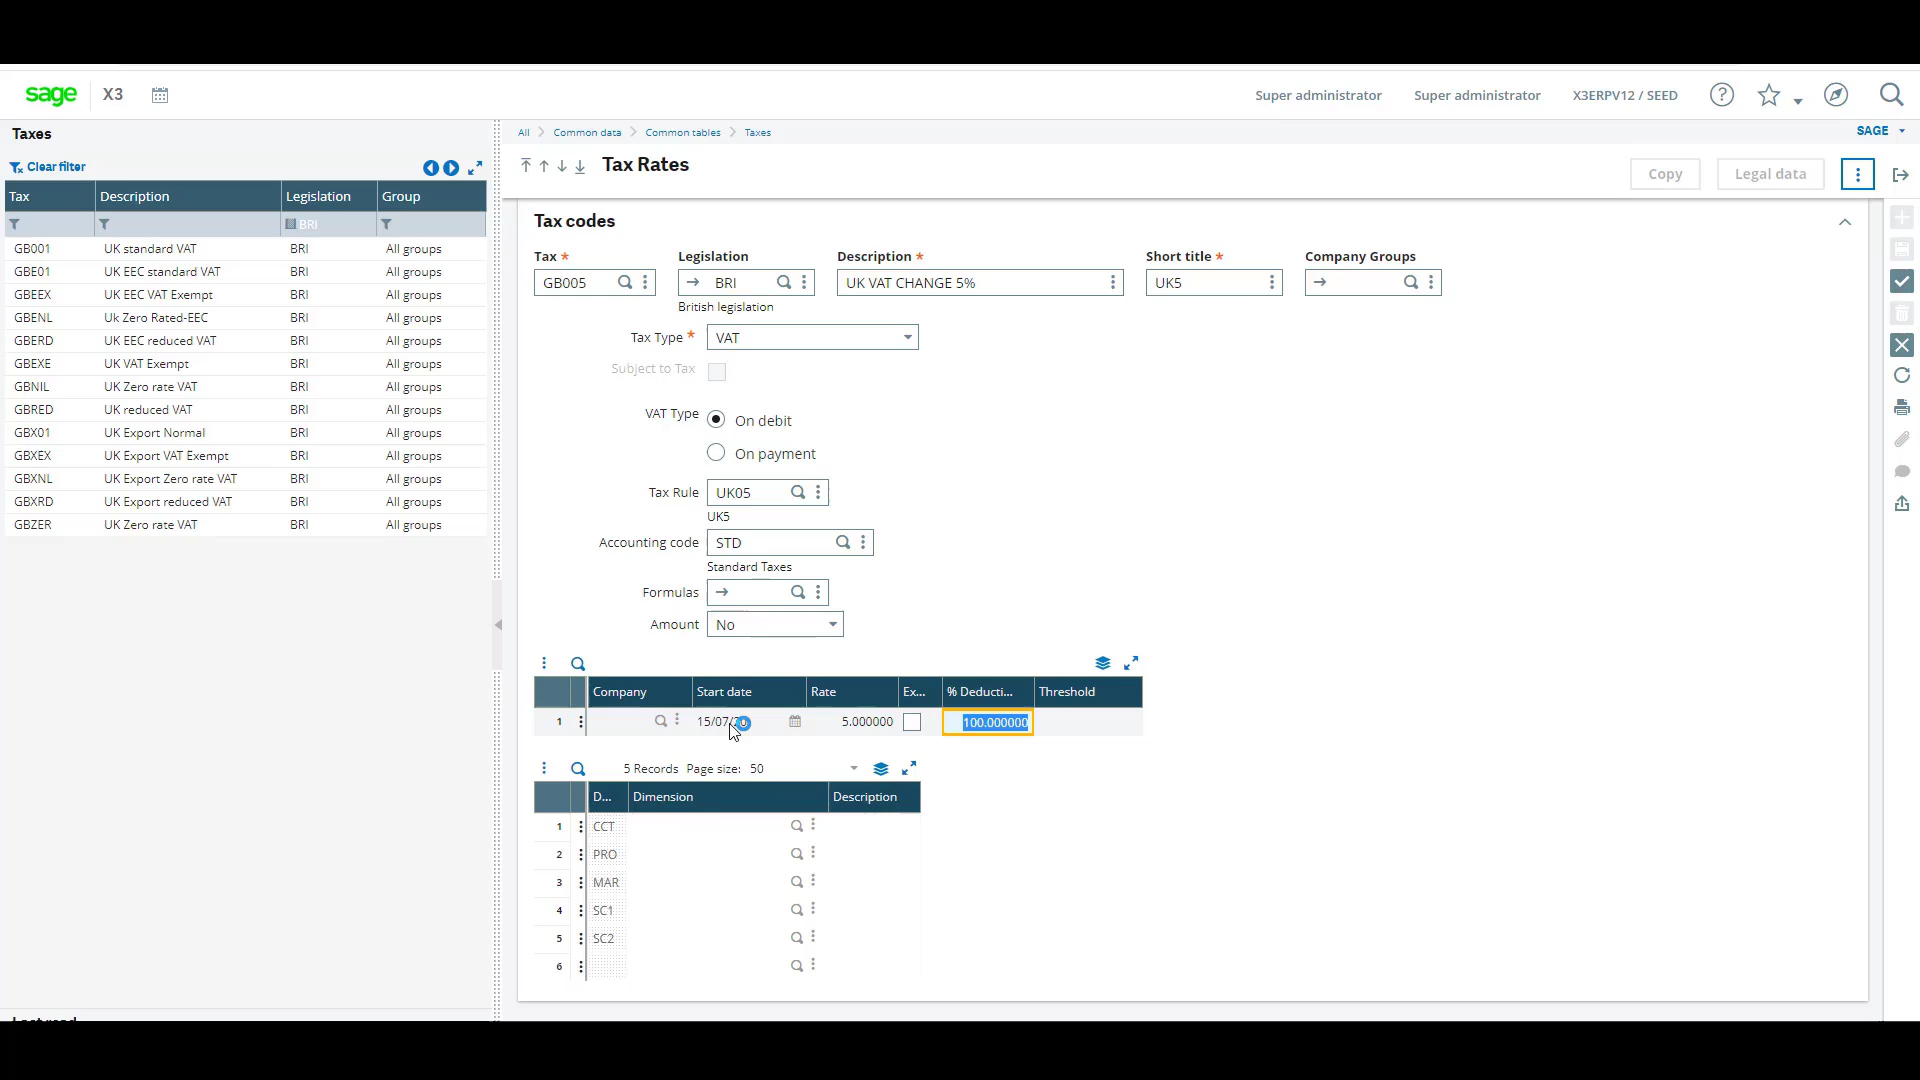 sage X3
Super administrator Super administrator X3ERPV12 / SEED
Taxes
Clear filter
Tax Description Legislation Group
BRI
GB001 UK standard VAT BRI All groups
GBE01 UK EEC standard VAT BRI All groups
GBEEX UK EEC VAT Exempt BRI All groups
GBENL Uk Zero Rated-EEC BRI All groups
GBERD UK EEC reduced VAT BRI All groups
GBEXE UK VAT Exempt BRI All groups
GBNIL UK Zero rate VAT BRI All groups
GBRED UK reduced VAT BRI All groups
GBX01 UK Export Normal BRI All groups
GBXEX UK Export VAT Exempt BRI All groups
GBXNL UK Export Zero rate VAT BRI All groups
GBXRD UK Export reduced VAT BRI All groups
GBZER UK Zero rate VAT BRI All groups
All Common data Common tables Taxes
SAGE
Tax Rates
Copy Legal data
Tax codes
Tax * Legislation Description * Short title * Company Groups
GB005 BRI UK VAT CHANGE 5% UK5
British legislation
Tax Type * VAT
Subject to Tax
VAT Type On debit
On payment
Tax Rule UK05
UK5
Accounting code STD
Standard Taxes
Formulas
Amount No
Company Start date Rate Ex... % Deducti... Threshold
1 15/07/20 5.000000 100.000000
5 Records Page size: 50
D... Dimension Description
1 CCT
2 PRO
3 MAR
4 SC1
5 SC2
6